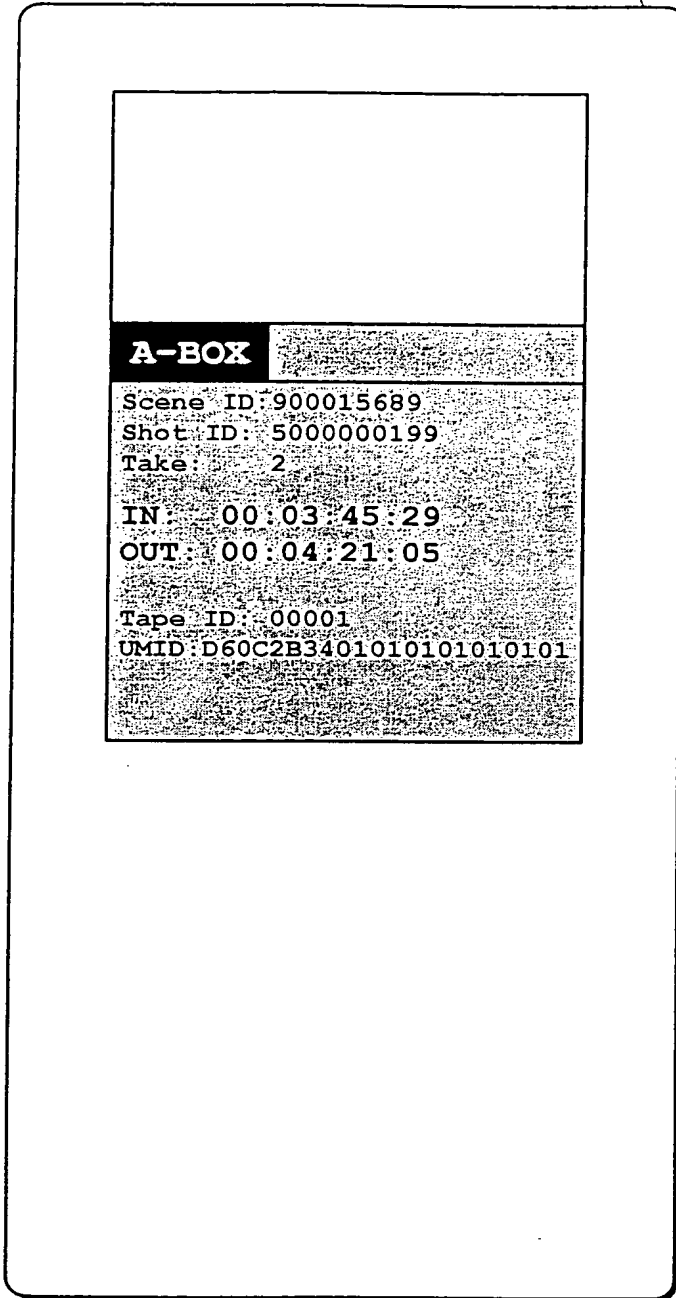 A-BOX
Scene ID:900015689
Shot ID: 5000000199
Take: 2
IN: 00:03:45:29
OUT: 00:04:21:05
Tape ID: 00001
UMID:D60C2B3401010101010101